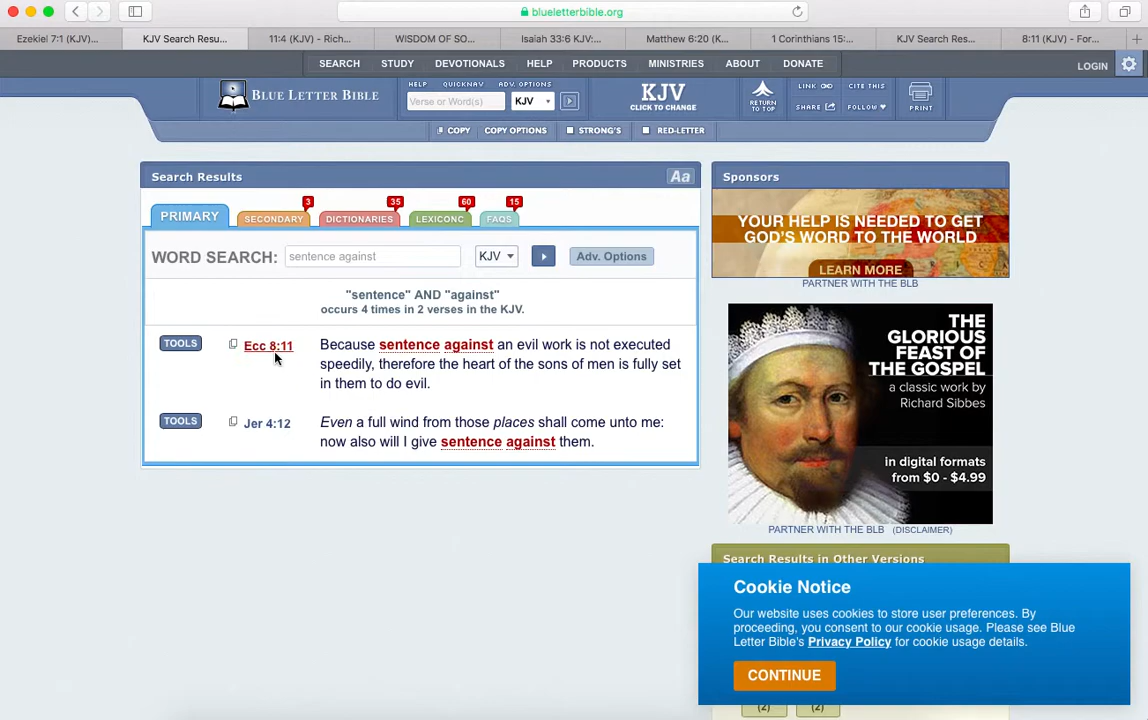 blueletterbible.org
Ezekiel 7:1 (KJV)... KJV Search Resu... 11:4 (KJV) - Rich... WISDOM OF SO... Isaiah 33:6 KJV:... Matthew 6:20 (K... 1 Corinthians 15:... KJV Search Res... 8:11 (KJV) - For...
SEARCH STUDY DEVOTIONALS HELP PRODUCTS MINISTRIES ABOUT DONATE LOGIN
HELP QUICKNAV ADV. OPTIONS
BLUE LETTER BIBLE
Verse or Word(s) KJV
KJV
CLICK TO CHANGE
RETURN
TO TOP
LINK CITE THIS
SHARE FOLLOW
PRINT
COPY COPY OPTIONS STRONG'S RED-LETTER
Search Results Aa
3 35 60 15
PRIMARY SECONDARY DICTIONARIES LEXICONC FAQS
WORD SEARCH: sentence against KJV Adv. Options
"sentence" AND "against"
occurs 4 times in 2 verses in the KJV.
TOOLS Ecc 8:11 Because sentence against an evil work is not executed
speedily, therefore the heart of the sons of men is fully set
in them to do evil.
TOOLS Jer 4:12 Even a full wind from those places shall come unto me:
now also will I give sentence against them.
Sponsors
YOUR HELP IS NEEDED TO GET
GOD'S WORD TO THE WORLD
LEARN MORE
PARTNER WITH THE BLB
THE
GLORIOUS
FEAST OF
THE GOSPEL
a classic work by
Richard Sibbes
in digital formats
from $0 - $4.99
PARTNER WITH THE BLB (DISCLAIMER)
Search Results in Other Versions
Cookie Notice
Our website uses cookies to store user preferences. By
proceeding, you consent to our cookie usage. Please see Blue
Letter Bible's Privacy Policy for cookie usage details.
CONTINUE
(2) (2)